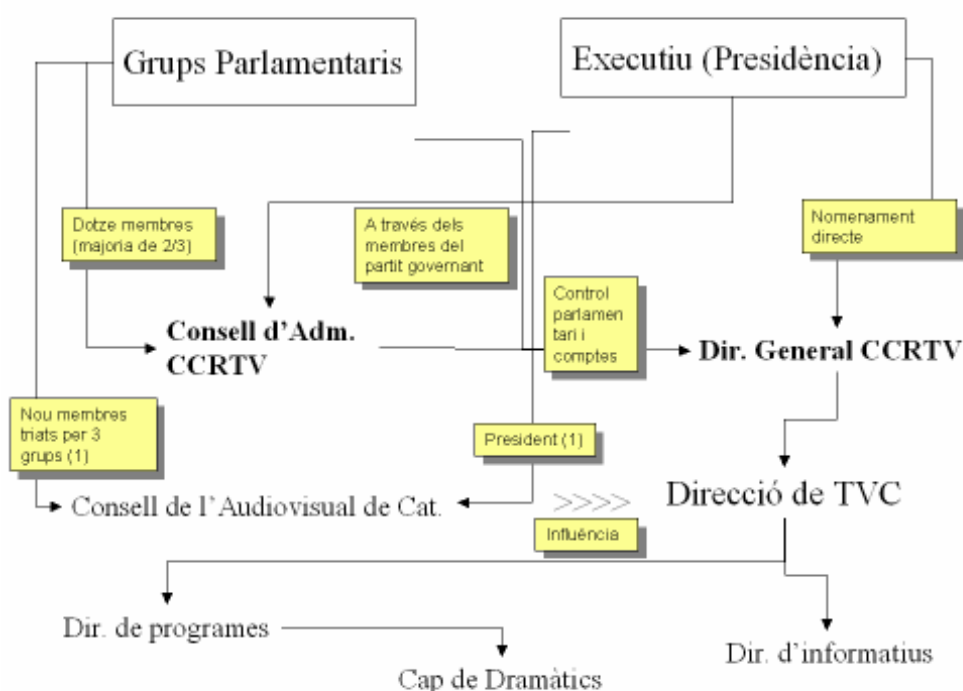 Grups Parlamentaris
Executiu (Presidència)
Dotze membres
(majoria de 2/3)
A través dels
membres del
partit governant
Nomenament
directe
Control
parlamen
tari i
comptes
Consell d'Adm.
CCRTV
Dir. General CCRTV
Nou membres
triats per 3
grups (1)
President (1)
Consell de l'Audiovisual de Cat.
>>>>
Influéncia
Direcció de TVC
Dir. de programes
Dir. d'informatius
Cap de Dramàtics